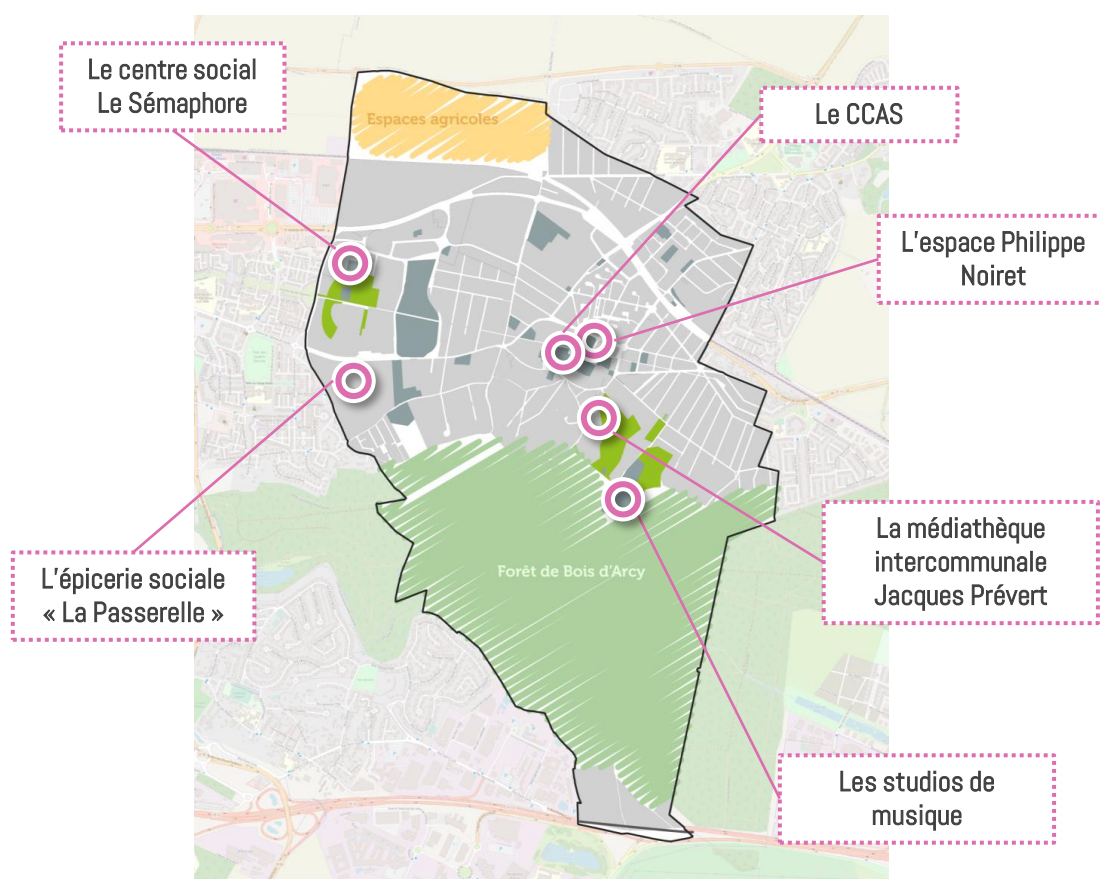 Le centre social
Le Sémaphore
Le CCAS
Espaces agricoles
L'espace Philippe
Noiret
La médiathèque
intercommunale
Jacques Prévert
Forêt de Bois d'Arcy
L'épicerie sociale
« La Passerelle »
Les studios de
musique